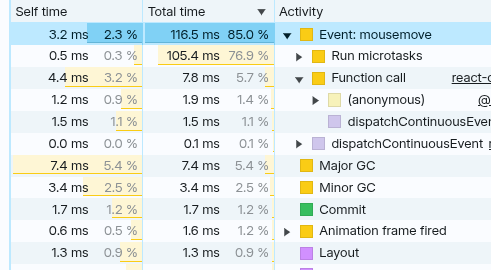 Self time Total time ▼ Activity
3.2 ms 2.3 % 116.5 ms 85.0 % ▼ Event: mousemove
0.5 ms 0.3 % 105.4 ms 76.9 % ▶ Run microtasks
4.4 ms 3.2 % 7.8 ms 5.7 % ▼ Function call react-
1.2 ms 0.9 % 1.9 ms 1.4 % ▶ (anonymous) @
1.5 ms 1.1 % 1.5 ms 1.1 % dispatchContinuousEve
0.0 ms 0.0 % 0.1 ms 0.1 % ▶ dispatchContinuousEvent
7.4 ms 5.4 % 7.4 ms 5.4 % Major GC
3.4 ms 2.5 % 3.4 ms 2.5 % Minor GC
1.7 ms 1.2 % 1.7 ms 1.2 % Commit
0.6 ms 0.5 % 1.6 ms 1.2 % ▶ Animation frame fired
1.3 ms 0.9 % 1.3 ms 0.9 % Layout